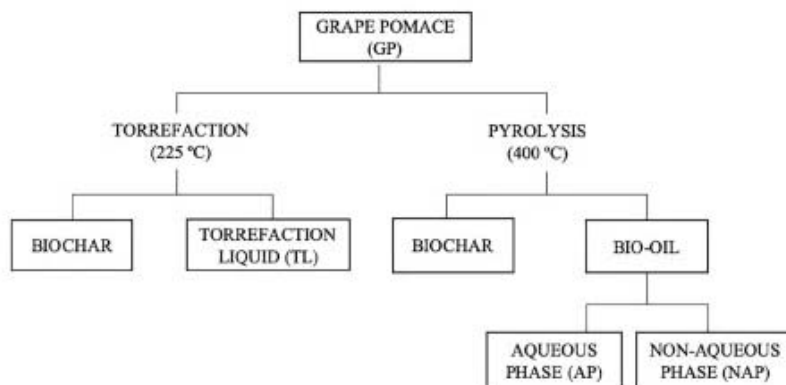 GRAPE POMACE
(GP)
TORREFACTION
(225 ºC)
PYROLYSIS
(400 ºC)
BIOCHAR
TORREFACTION
LIQUID (TL)
BIOCHAR
BIO-OIL
AQUEOUS
PHASE (AP)
NON-AQUEOUS
PHASE (NAP)